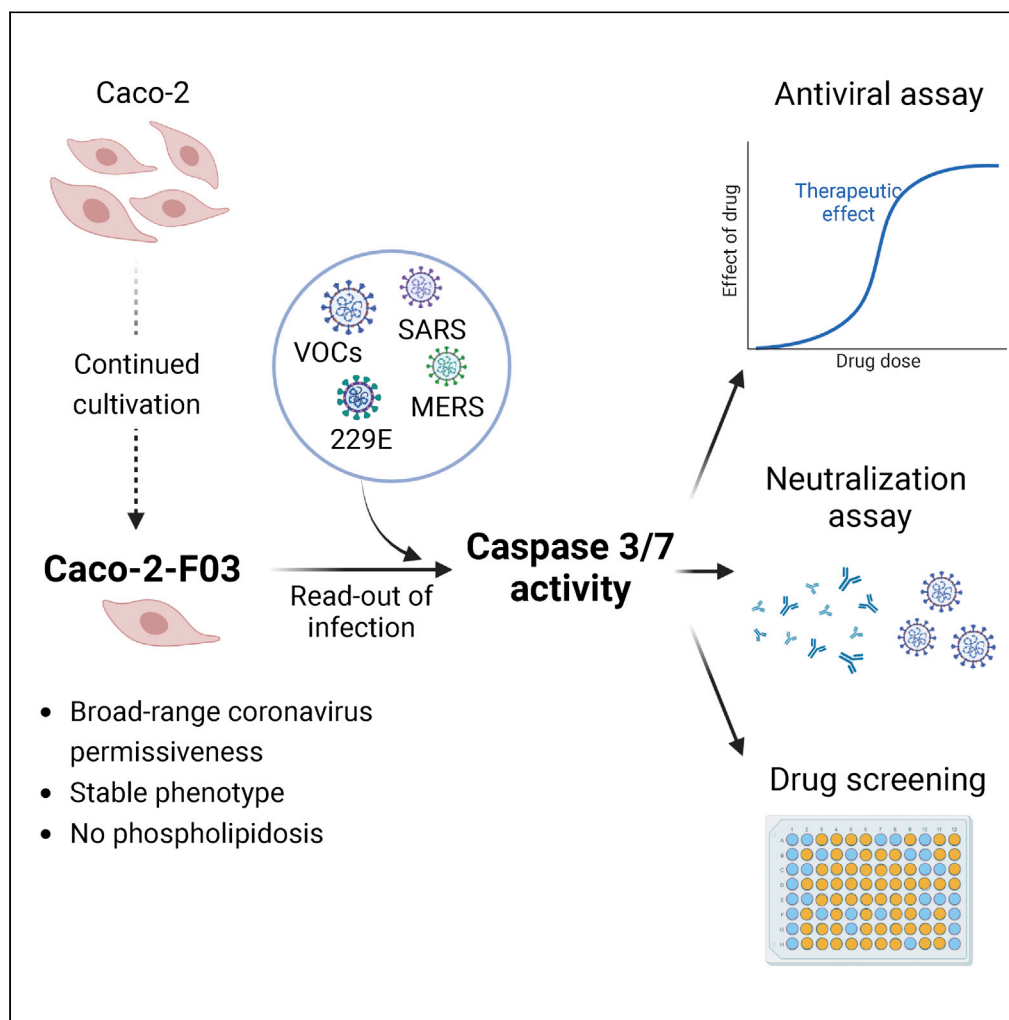 Caco-2
Continued
cultivation
Caco-2-F03
• Broad-range coronavirus
permissiveness
• Stable phenotype
• No phospholipidosis
VOCs
SARS
MERS
229E
Read-out of
infection
Caspase 3/7
activity
Antiviral assay
Effect of drug
Therapeutic
effect
Drug dose
Neutralization
assay
Drug screening
1 2 3 4 5 6 7 8 9 10 11 12
A
B
C
D
E
F
G
H